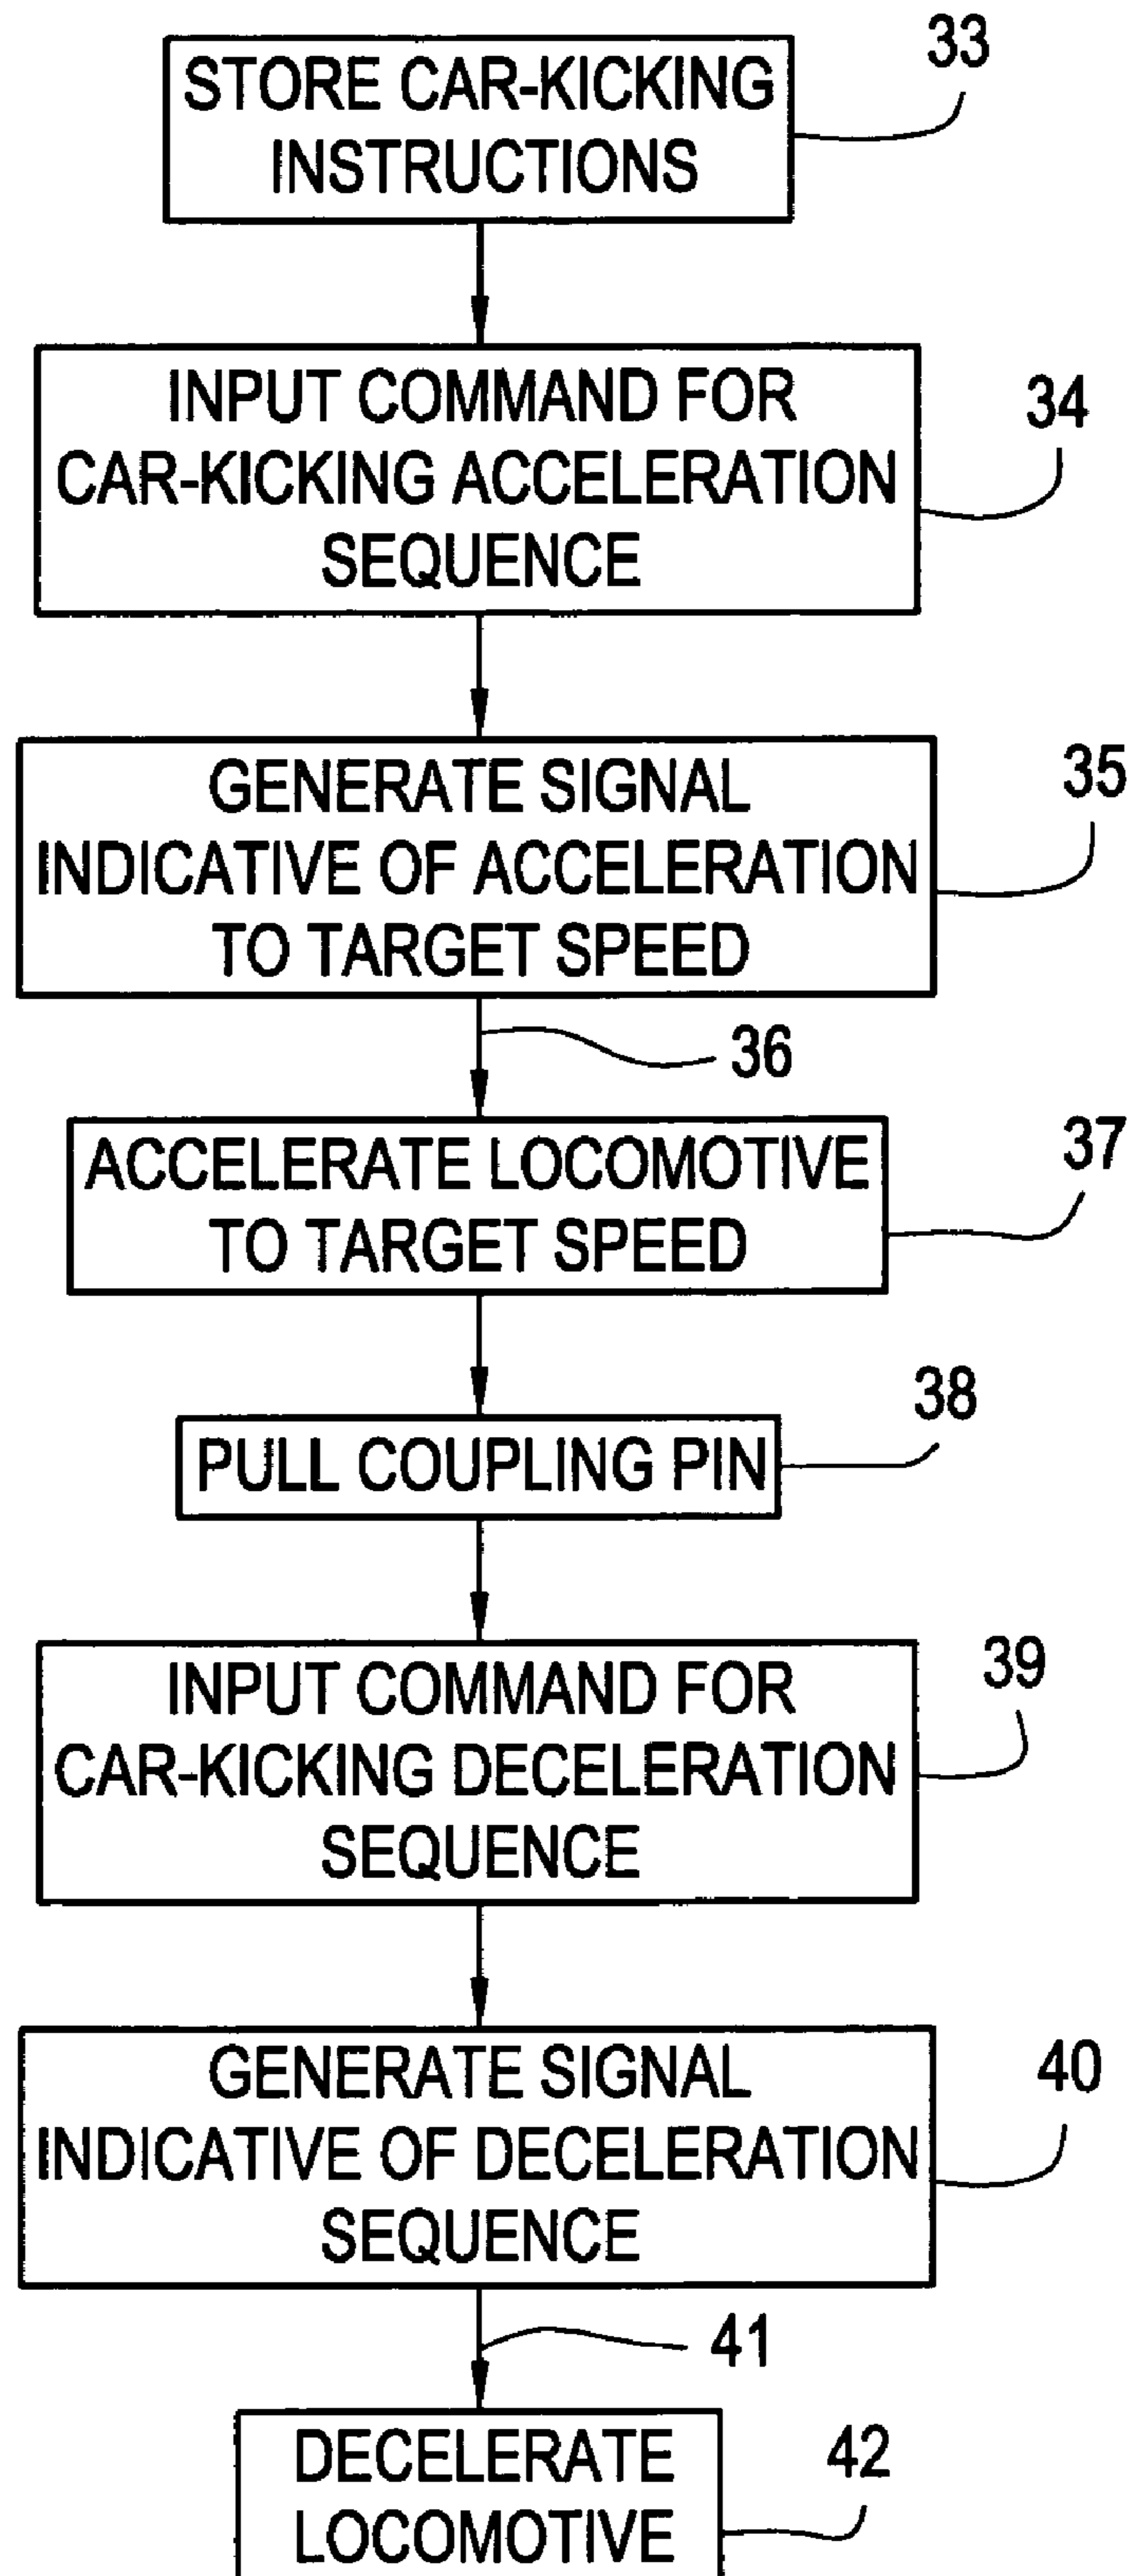 33
STORE CAR-KICKING
INSTRUCTIONS
34
INPUT COMMAND FOR
CAR-KICKING ACCELERATION
SEQUENCE
35
GENERATE SIGNAL
INDICATIVE OF ACCELERATION
TO TARGET SPEED
36
37
ACCELERATE LOCOMOTIVE
TO TARGET SPEED
38
PULL COUPLING PIN
39
INPUT COMMAND FOR
CAR-KICKING DECELERATION
SEQUENCE
40
GENERATE SIGNAL
INDICATIVE OF DECELERATION
SEQUENCE
41
42
DECELERATE
LOCOMOTIVE